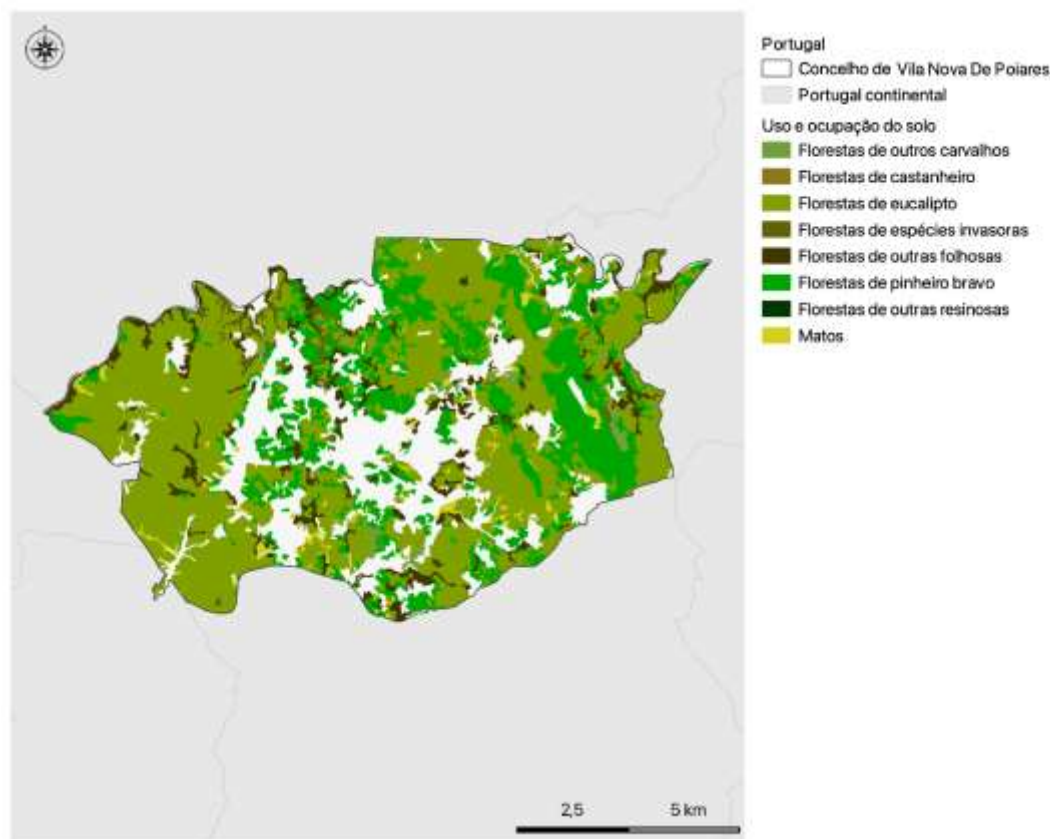 Portugal
Concelho de Vila Nova De Poiares
Portugal continental
Uso e ocupação do solo
Florestas de outros carvalhos
Florestas de castanheiro
Florestas de eucalipto
Florestas de espécies invasoras
Florestas de outras folhosas
Florestas de pinheiro bravo
Florestas de outras resinosas
Matos
2,5 5 km